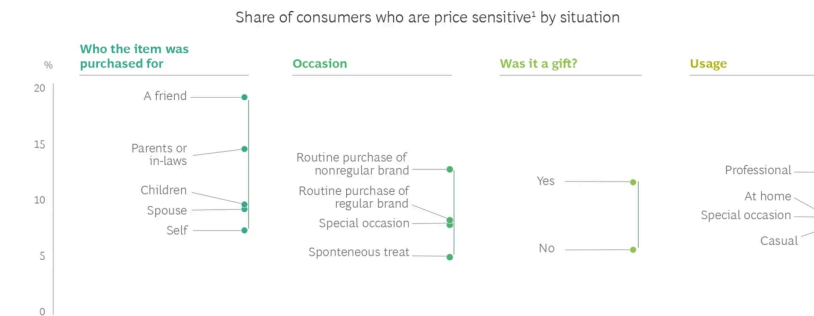 Share of consumers who are price sensitive¹ by situation
Who the item was
purchased for
Occasion
Was it a gift?
Usage
%
20
15
10
5
0
A friend
Parents or
in-laws
Children
Spouse
Self
Routine purchase of
nonregular brand
Routine purchase of
regular brand
Special occasion
Sponteneous treat
Yes
No
Professional
At home
Special occasion
Casual